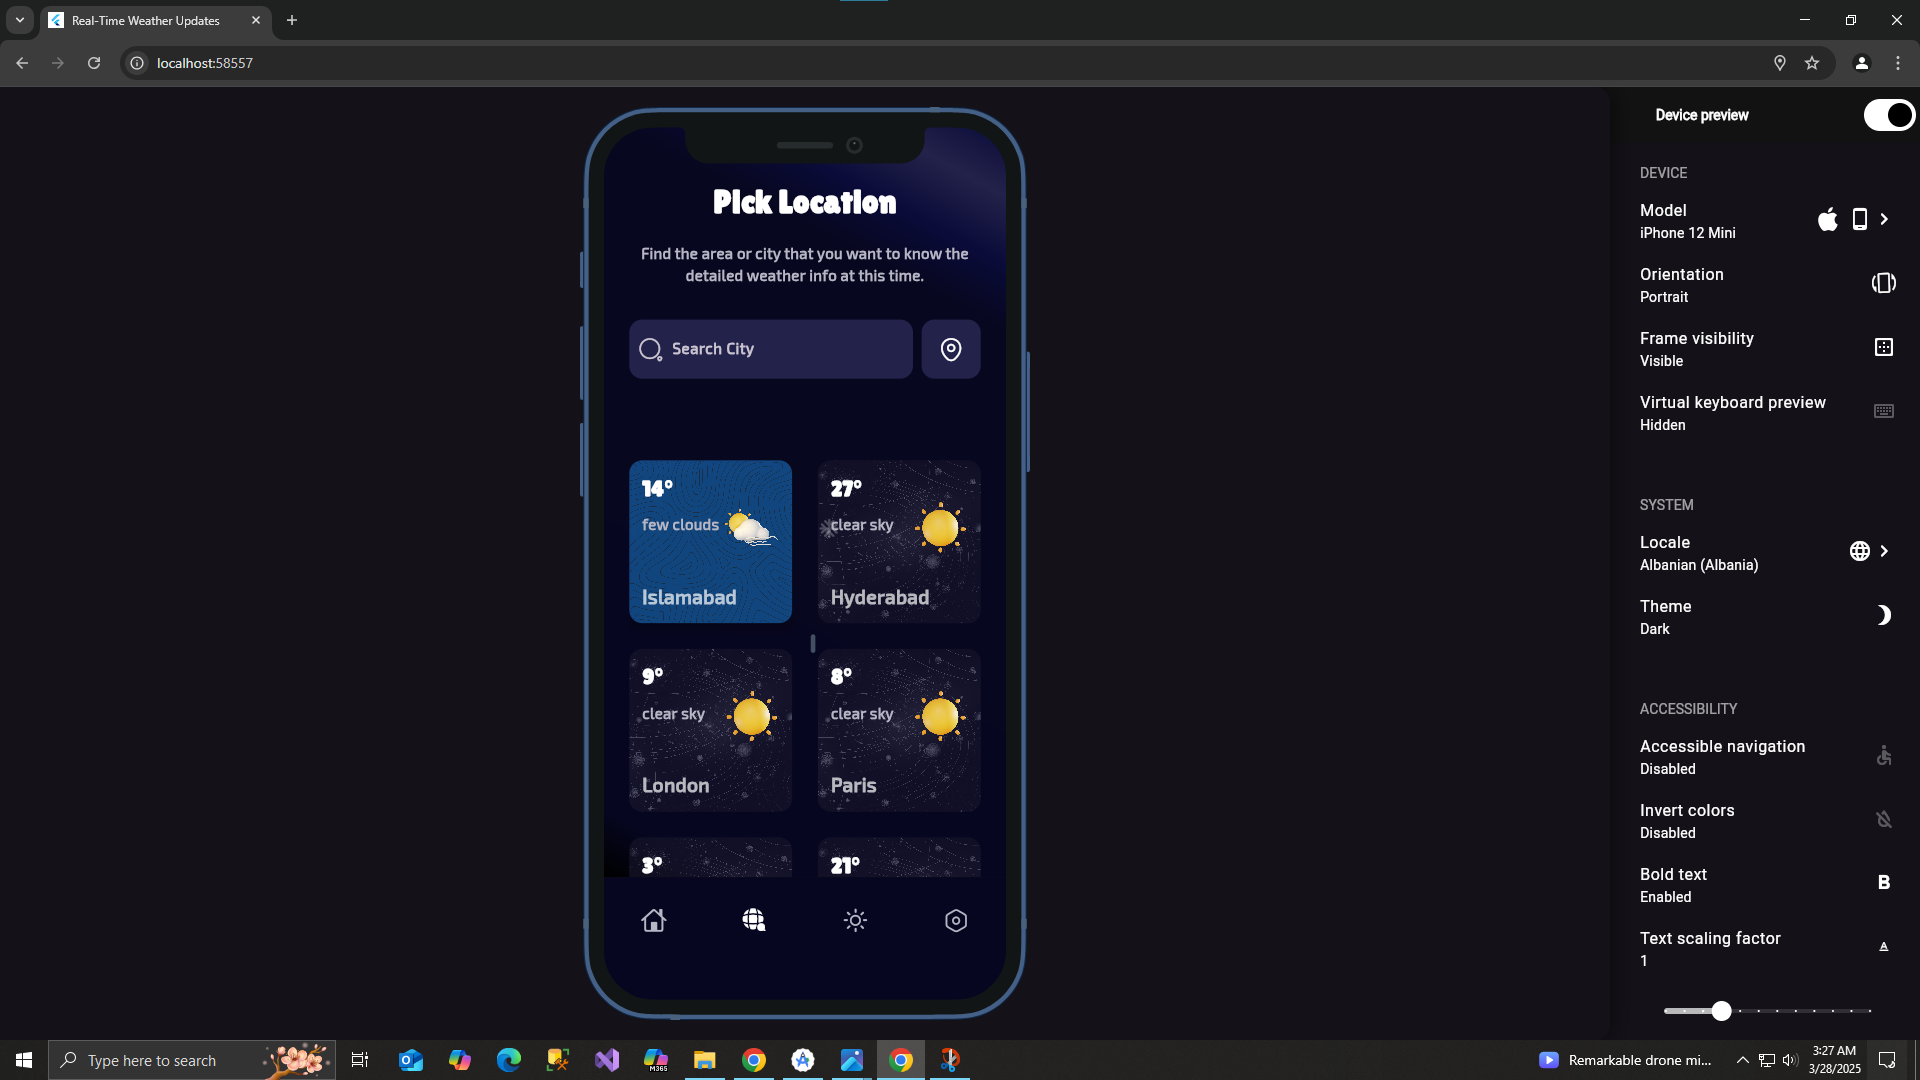 Real-Time Weather Updates
localhost:58557
Pick Location
Find the area or city that you want to know the
detailed weather info at this time.
Search City
14°
few clouds
Islamabad
27°
clear sky
Hyderabad
9°
clear sky
London
8°
clear sky
Paris
3°
21°
Device preview
DEVICE
Model
iPhone 12 Mini
Orientation
Portrait
Frame visibility
Visible
Virtual keyboard preview
Hidden
SYSTEM
Locale
Albanian (Albania)
Theme
Dark
ACCESSIBILITY
Accessible navigation
Disabled
Invert colors
Disabled
Bold text
Enabled
B
Text scaling factor
1
A
Type here to search
M365
Remarkable drone mi...
3:27 AM
3/28/2025